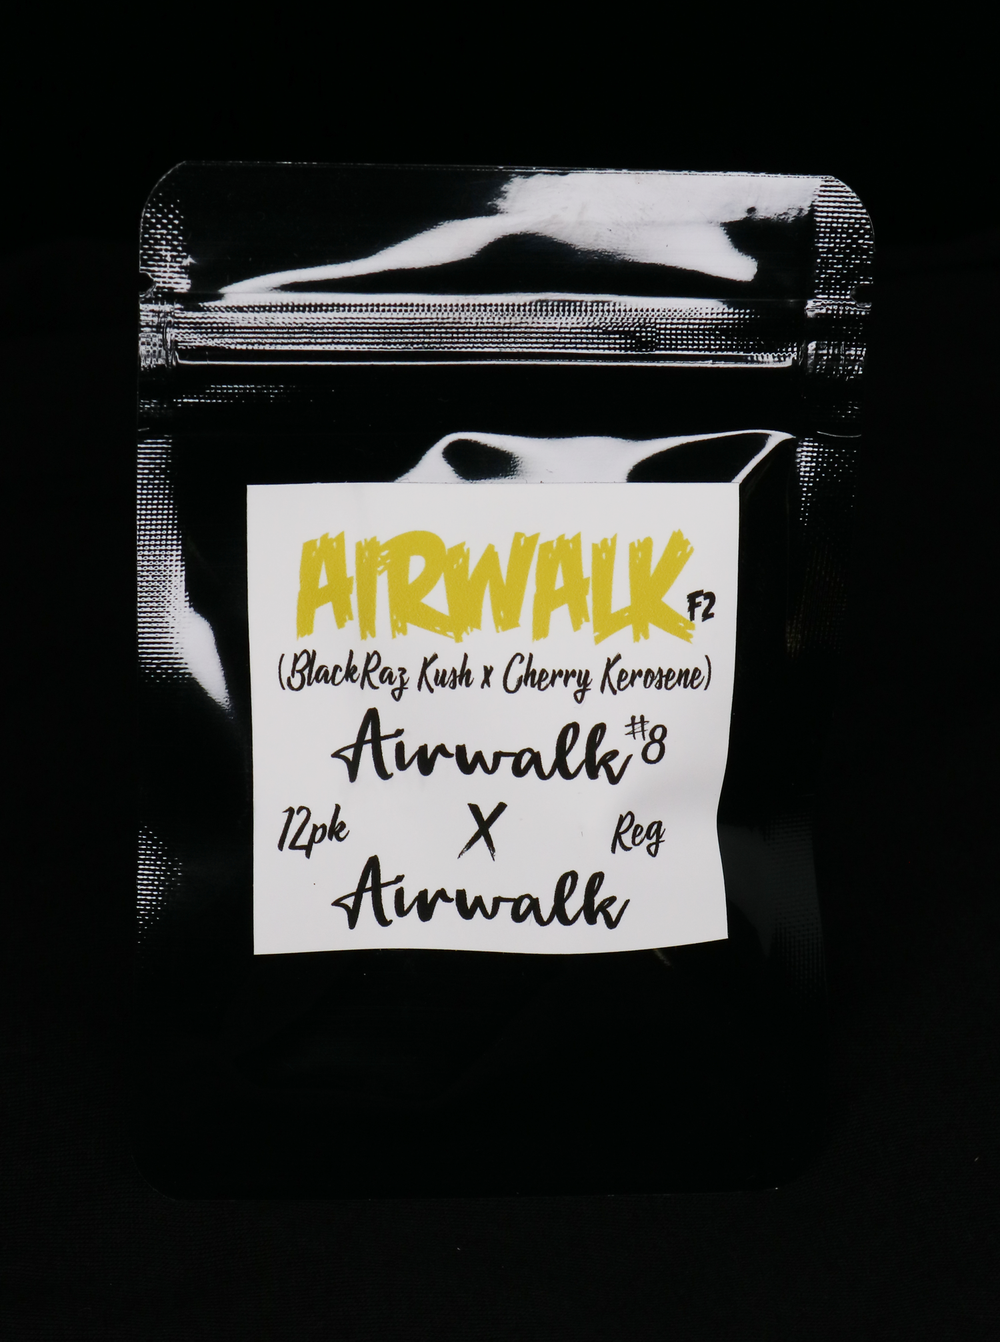 AIRWALK F2
(BlackRaz Kush x Cherry Kerosene)
Airwalk #8
12pk X Reg
Airwalk